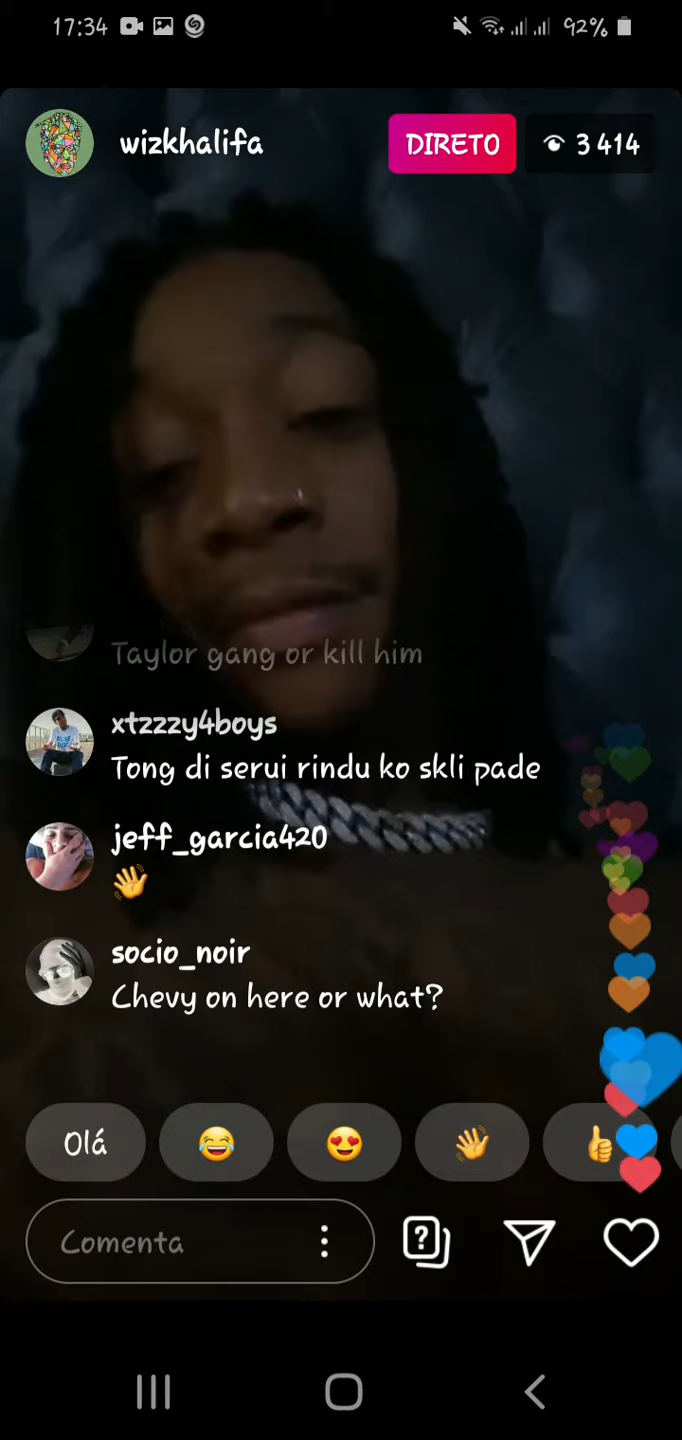 17:34
92%
wizkhalifa
DIRETO
3 414
Taylor gang or kill him
xtzzzy4boys
Tong di serui rindu ko skli pade
jeff_garcia420
socio_noir
Chevy on here or what?
Olá
Comenta